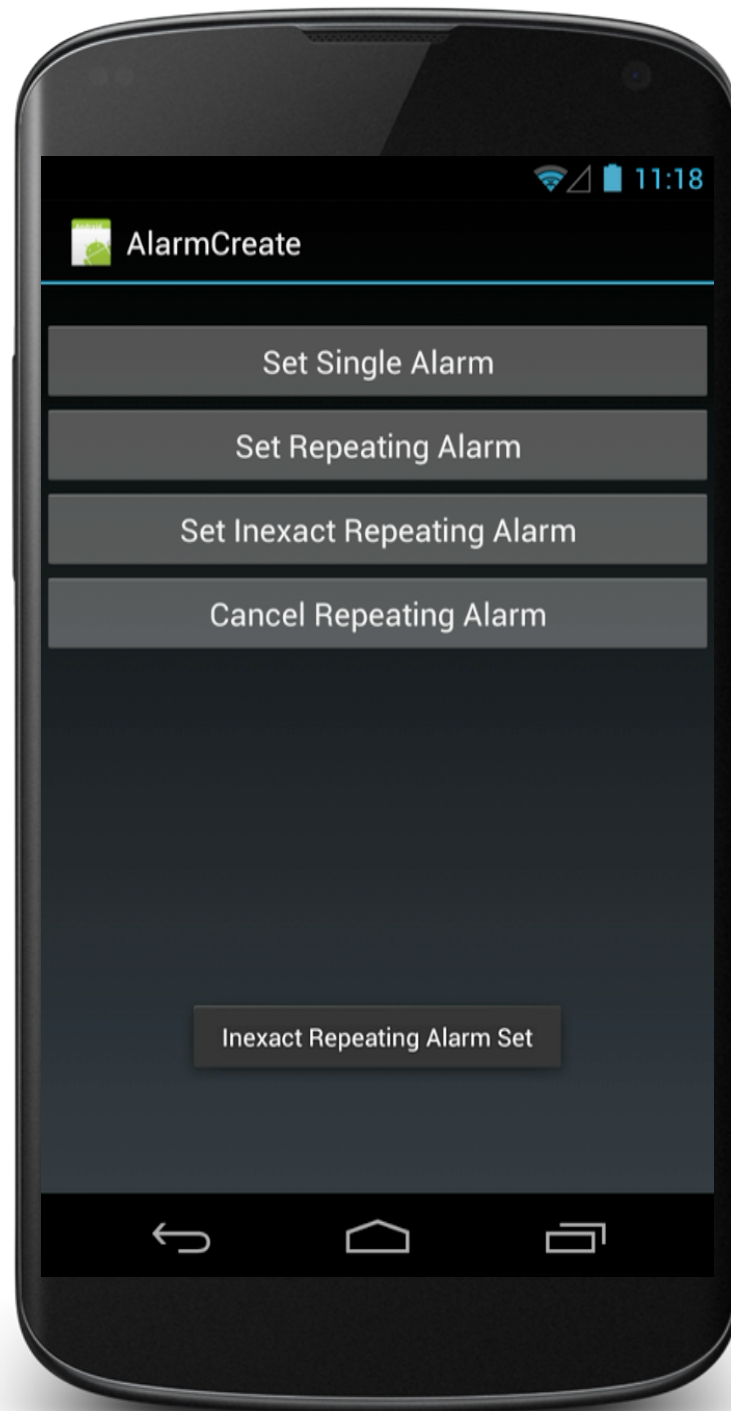 11:18
AlarmCreate
Set Single Alarm
Set Repeating Alarm
Set Inexact Repeating Alarm
Cancel Repeating Alarm
Inexact Repeating Alarm Set